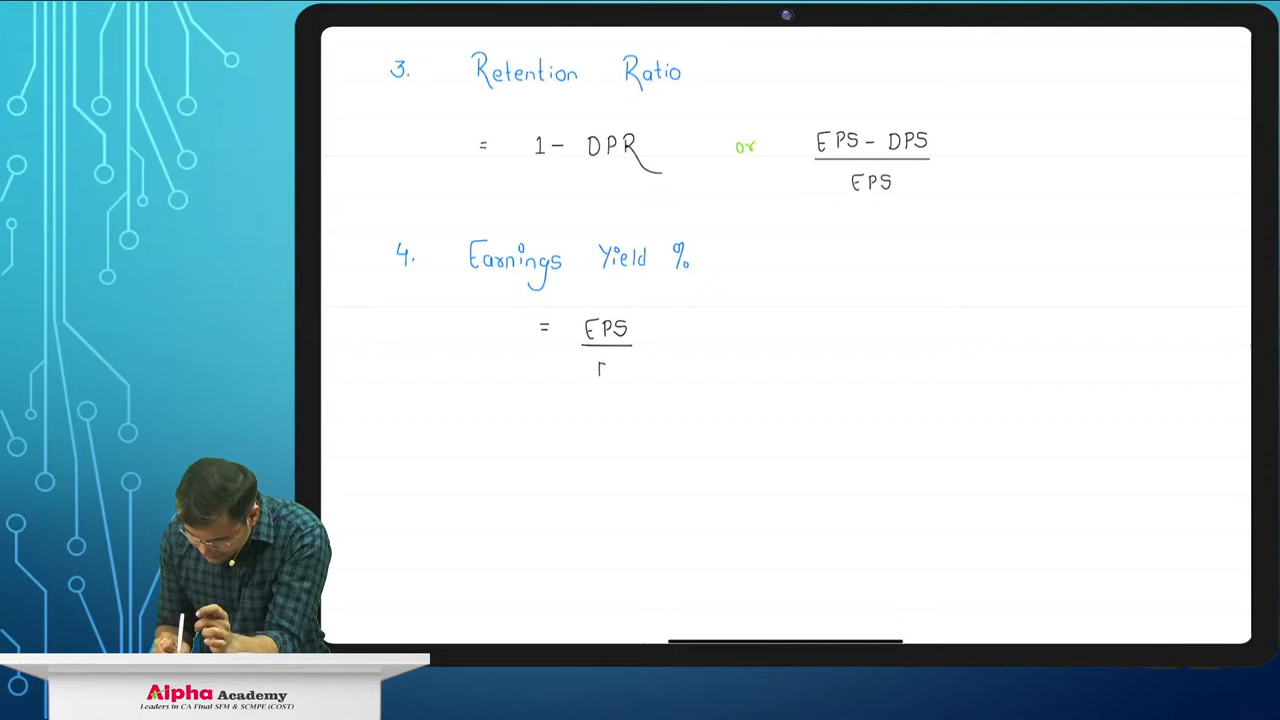 3. Retention Ratio
= 1 - DPR or EPS - DPS
EPS
4. Earnings Yield %
= EPS
Alpha Academy
Leaders in CA Final SFM & SCMPE (COST)